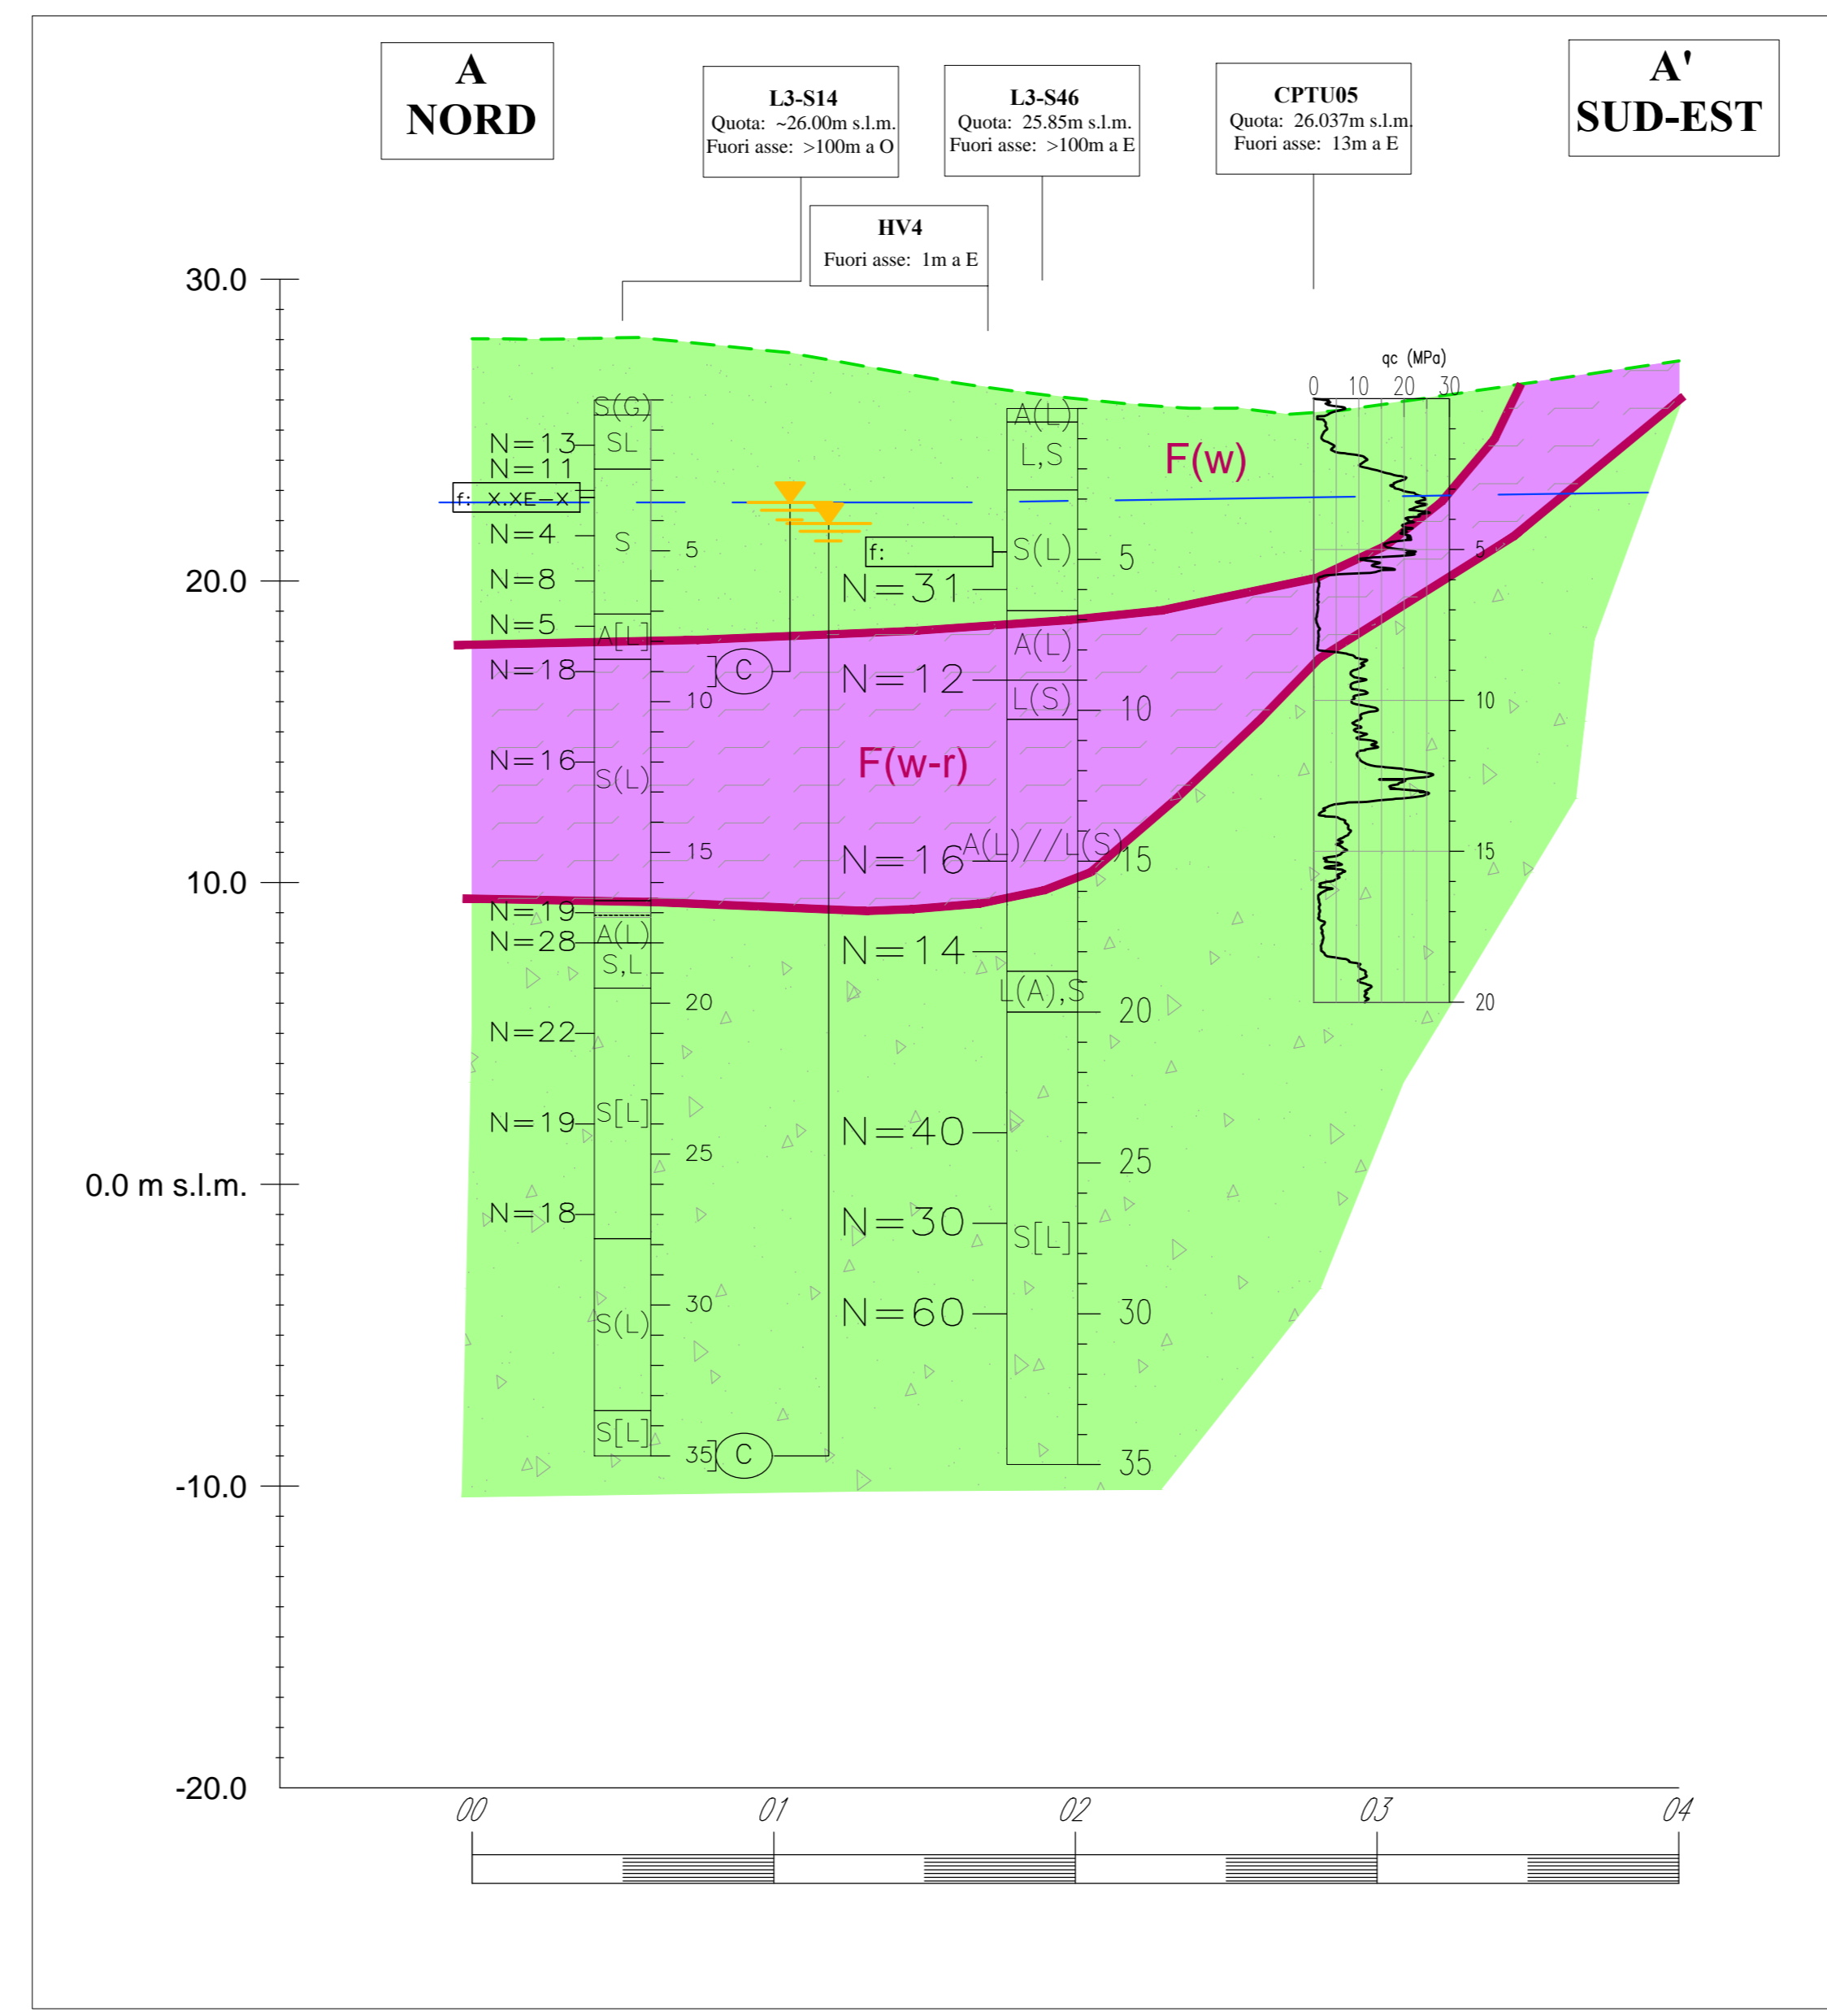 A
NORD
L3-S14
Quota: ~26.00m s.l.m.
Fuori asse: >100m a O
L3-S46
Quota: 25.85m s.l.m.
Fuori asse: >100m a E
CPTU05
Quota: 26.037m s.l.m.
Fuori asse: 13m a E
A'
SUD-EST
HV4
Fuori asse: 1m a E
30.0
20.0
10.0
0.0 m s.l.m.
-10.0
-20.0
N=13
N=11
f: X.XE-X
N=4
N=8
N=5
N=18
N=16
N=19
N=28
N=22
N=19
N=18
S(G)
SL
S
A[L]
S(L)
A(L)
S,L
S[L]
S(L)
S[L]
5
10
15
20
25
30
35
C
C
f:
N=31
N=12
N=16
N=14
N=40
N=30
N=60
A(L)
L,S
S(L)
A(L)
L(S)
A(L)//L(S)
L(A),S
S[L]
5
10
15
20
25
30
35
F(w)
F(w-r)
qc (MPa)
0 10 20 30
5
10
15
20
00 01 02 03 04